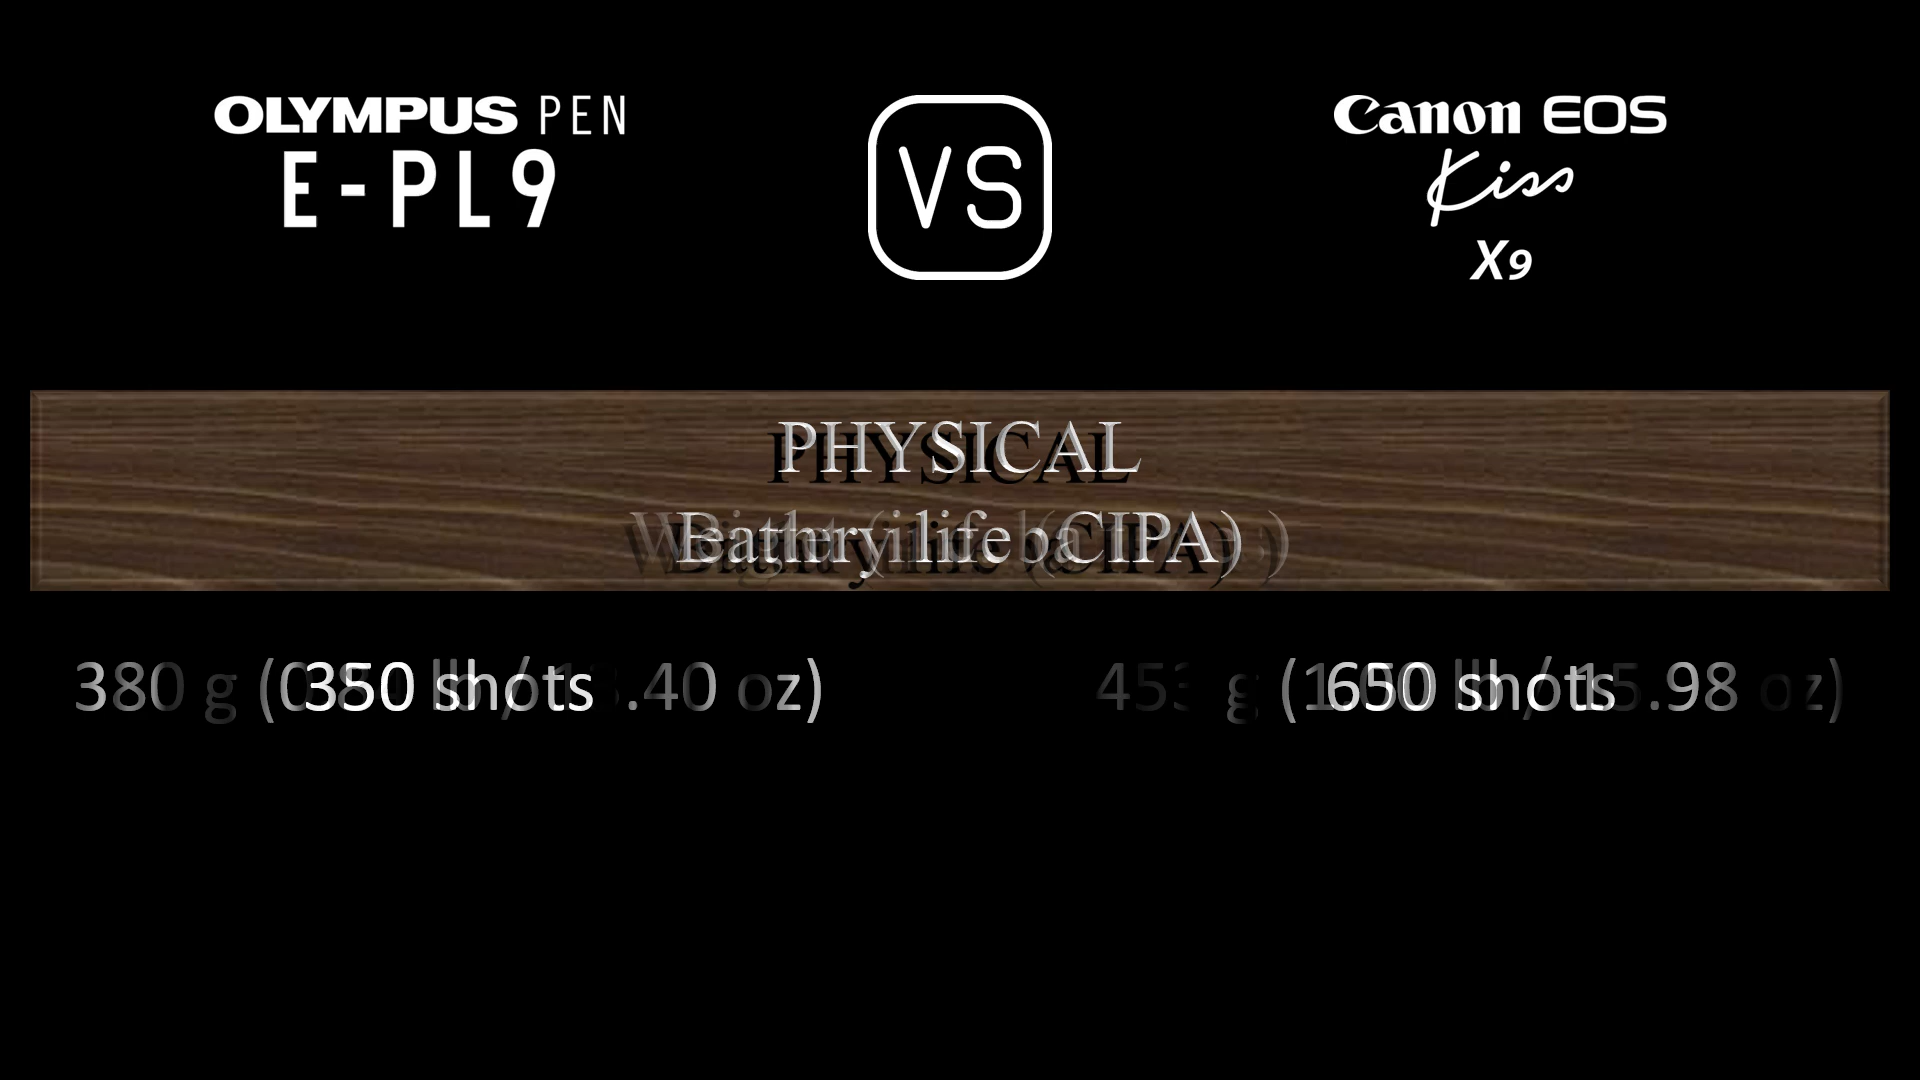 OLYMPUS PEN
E-PL9
VS
Canon EOS
Kiss
X9
PHYSICAL
Battery life (CIPA)
350 shots
650 shots